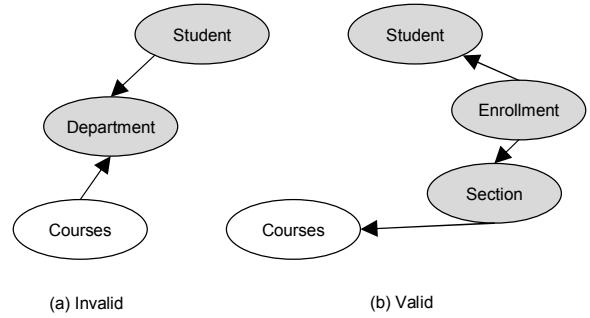 Student
Department
Courses
(a) Invalid
Student
Enrollment
Section
Courses
(b) Valid